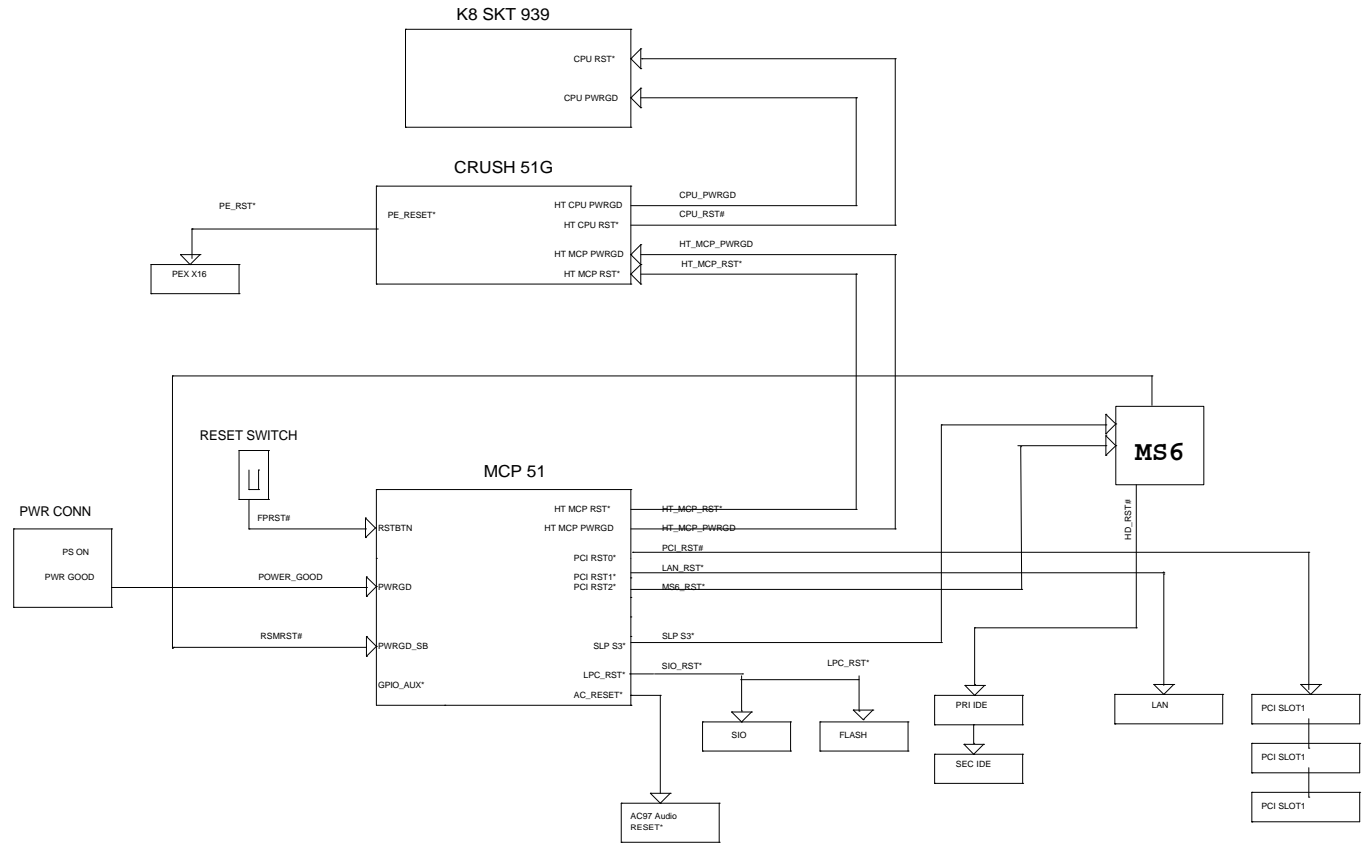 K8 SKT 939
CPU RST*
CPU PWRGD
CRUSH 51G
PE_RST*
PE_RESET*
HT CPU PWRGD
CPU_PWRGD
HT CPU RST*
CPU_RST#
HT MCP PWRGD
HT_MCP_PWRGD
HT MCP RST*
HT_MCP_RST*
PEX X16
MS6
RESET SWITCH
MCP 51
PWR CONN
PS ON
PWR GOOD
FPRST#
RSTBTN
POWER_GOOD
PWRGD
RSMRST#
PWRGD_SB
GPIO_AUX*
HT MCP RST*
HT_MCP_RST*
HT MCP PWRGD
HT_MCP_PWRGD
PCI RST0*
PCI_RST#
PCI RST1*
LAN_RST*
PCI RST2*
MS6_RST*
SLP S3*
SLP S3*
LPC_RST*
SIO_RST*
LPC_RST*
AC_RESET*
HD_RST#
SIO
FLASH
PRI IDE
SEC IDE
LAN
PCI SLOT1
PCI SLOT1
PCI SLOT1
AC97 Audio
RESET*